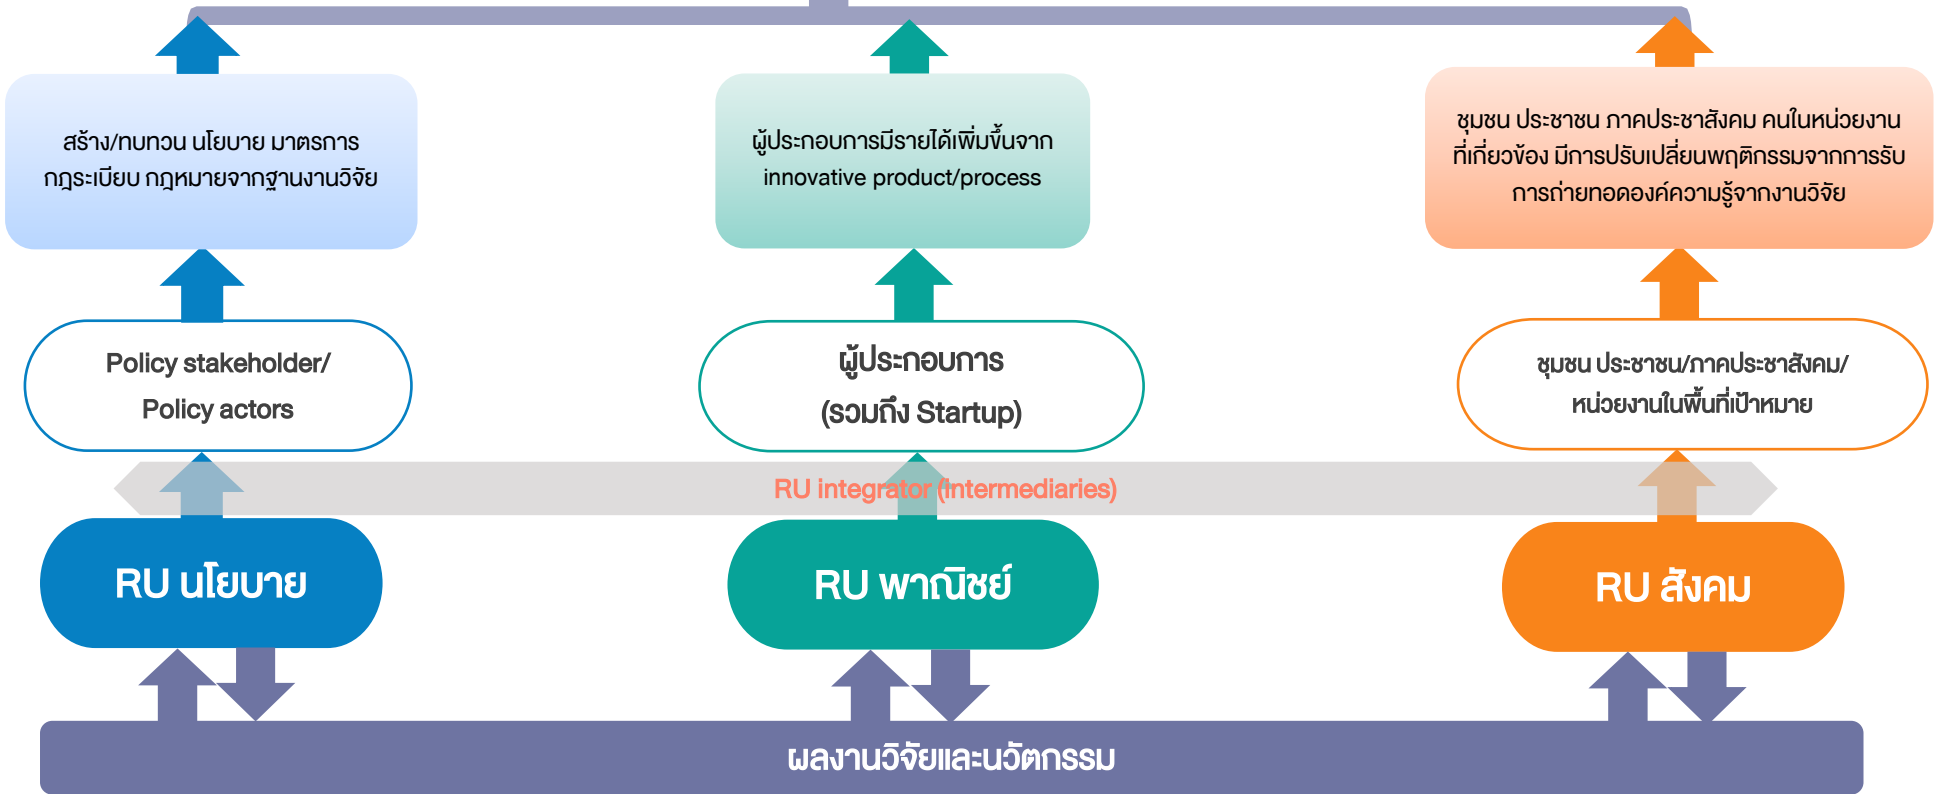 สร้าง/ทบทวน นโยบาย มาตรการ
กฎระเบียบ กฎหมายจากฐานงานวิจัย
ผู้ประกอบการมีรายได้เพิ่มขึ้นจาก
innovative product/process
ชุมชน ประชาชน ภาคประชาสังคม คนในหน่วยงาน
ที่เกี่ยวข้อง มีการปรับเปลี่ยนพฤติกรรมจากการรับ
การถ่ายทอดองค์ความรู้จากงานวิจัย
Policy stakeholder/
Policy actors
ผู้ประกอบการ
(รวมถึง Startup)
ชุมชน ประชาชน/ภาคประชาสังคม/
หน่วยงานในพื้นที่เป้าหมาย
RU integrator (Intermediaries)
RU นโยบาย
RU พาณิชย์
RU สังคม
ผลงานวิจัยและนวัตกรรม